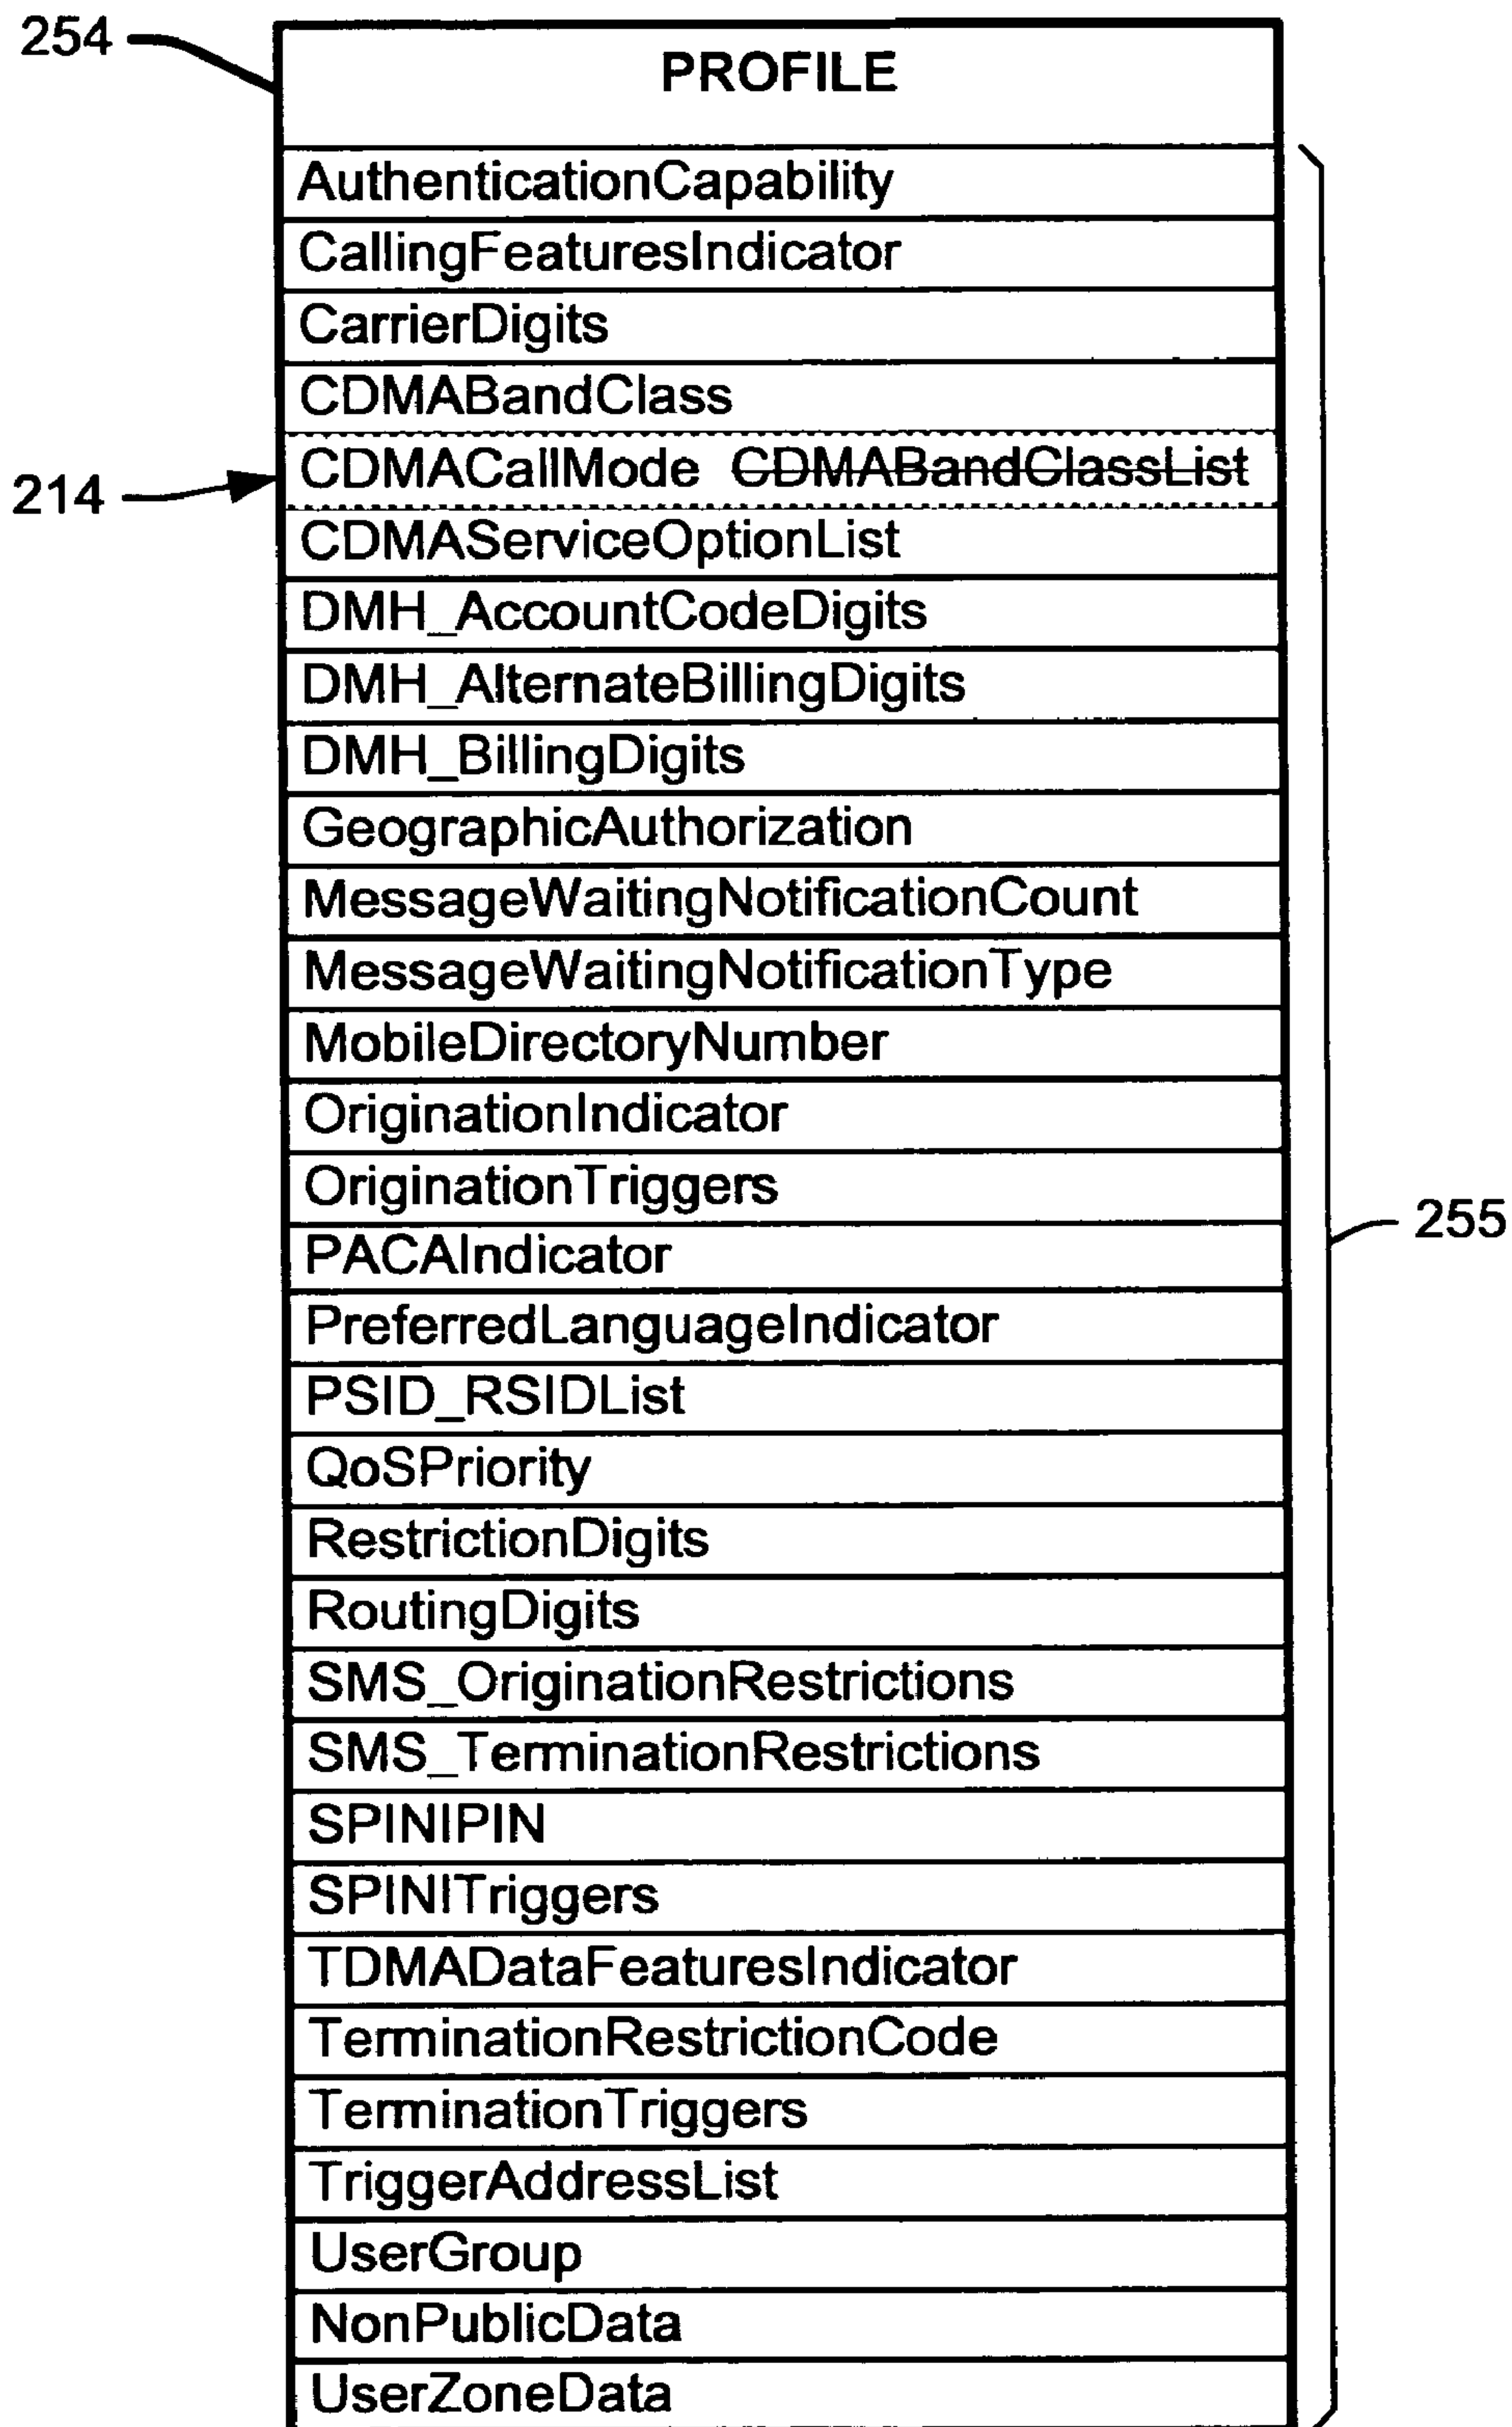 254
PROFILE
AuthenticationCapability
CallingFeaturesIndicator
CarrierDigits
CDMABandClass
214
CDMACallMode CDMABandClassList
CDMAServiceOptionList
DMH_AccountCodeDigits
DMH_AlternateBillingDigits
DMH_BillingDigits
GeographicAuthorization
MessageWaitingNotificationCount
MessageWaitingNotificationType
MobileDirectoryNumber
OriginationIndicator
OriginationTriggers
255
PACAIndicator
PreferredLanguageIndicator
PSID_RSIDList
QoSPriority
RestrictionDigits
RoutingDigits
SMS_OriginationRestrictions
SMS_TerminationRestrictions
SPINIPIN
SPINITriggers
TDMADataFeaturesIndicator
TerminationRestrictionCode
TerminationTriggers
TriggerAddressList
UserGroup
NonPublicData
UserZoneData